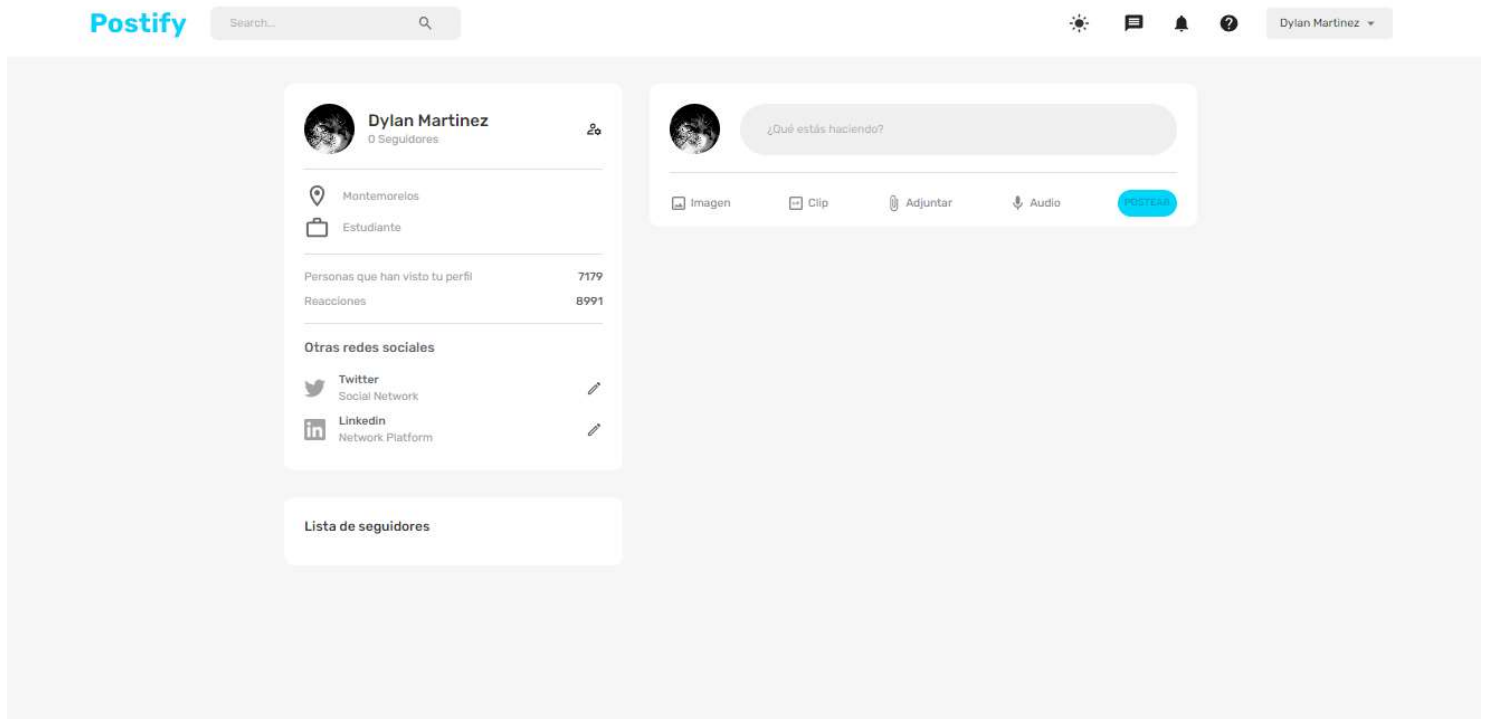 Postify
Search...
Dylan Martinez
Dylan Martinez
0 Seguidores
Montemorelos
Estudiante
Personas que han visto tu perfil 7179
Reacciones 8991
Otras redes sociales
Twitter
Social Network
Linkedin
Network Platform
Lista de seguidores
¿Qué estás haciendo?
Imagen Clip Adjuntar Audio POSTEAR